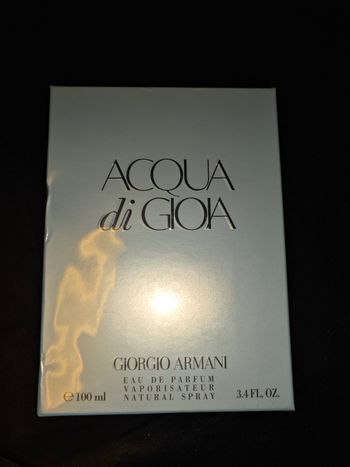 ACQUA
di GIOIA
GIORGIO ARMANI
EAU DE PARFUM
VAPORISATEUR
℮ 100 ml NATURAL SPRAY 3.4 FL. OZ.